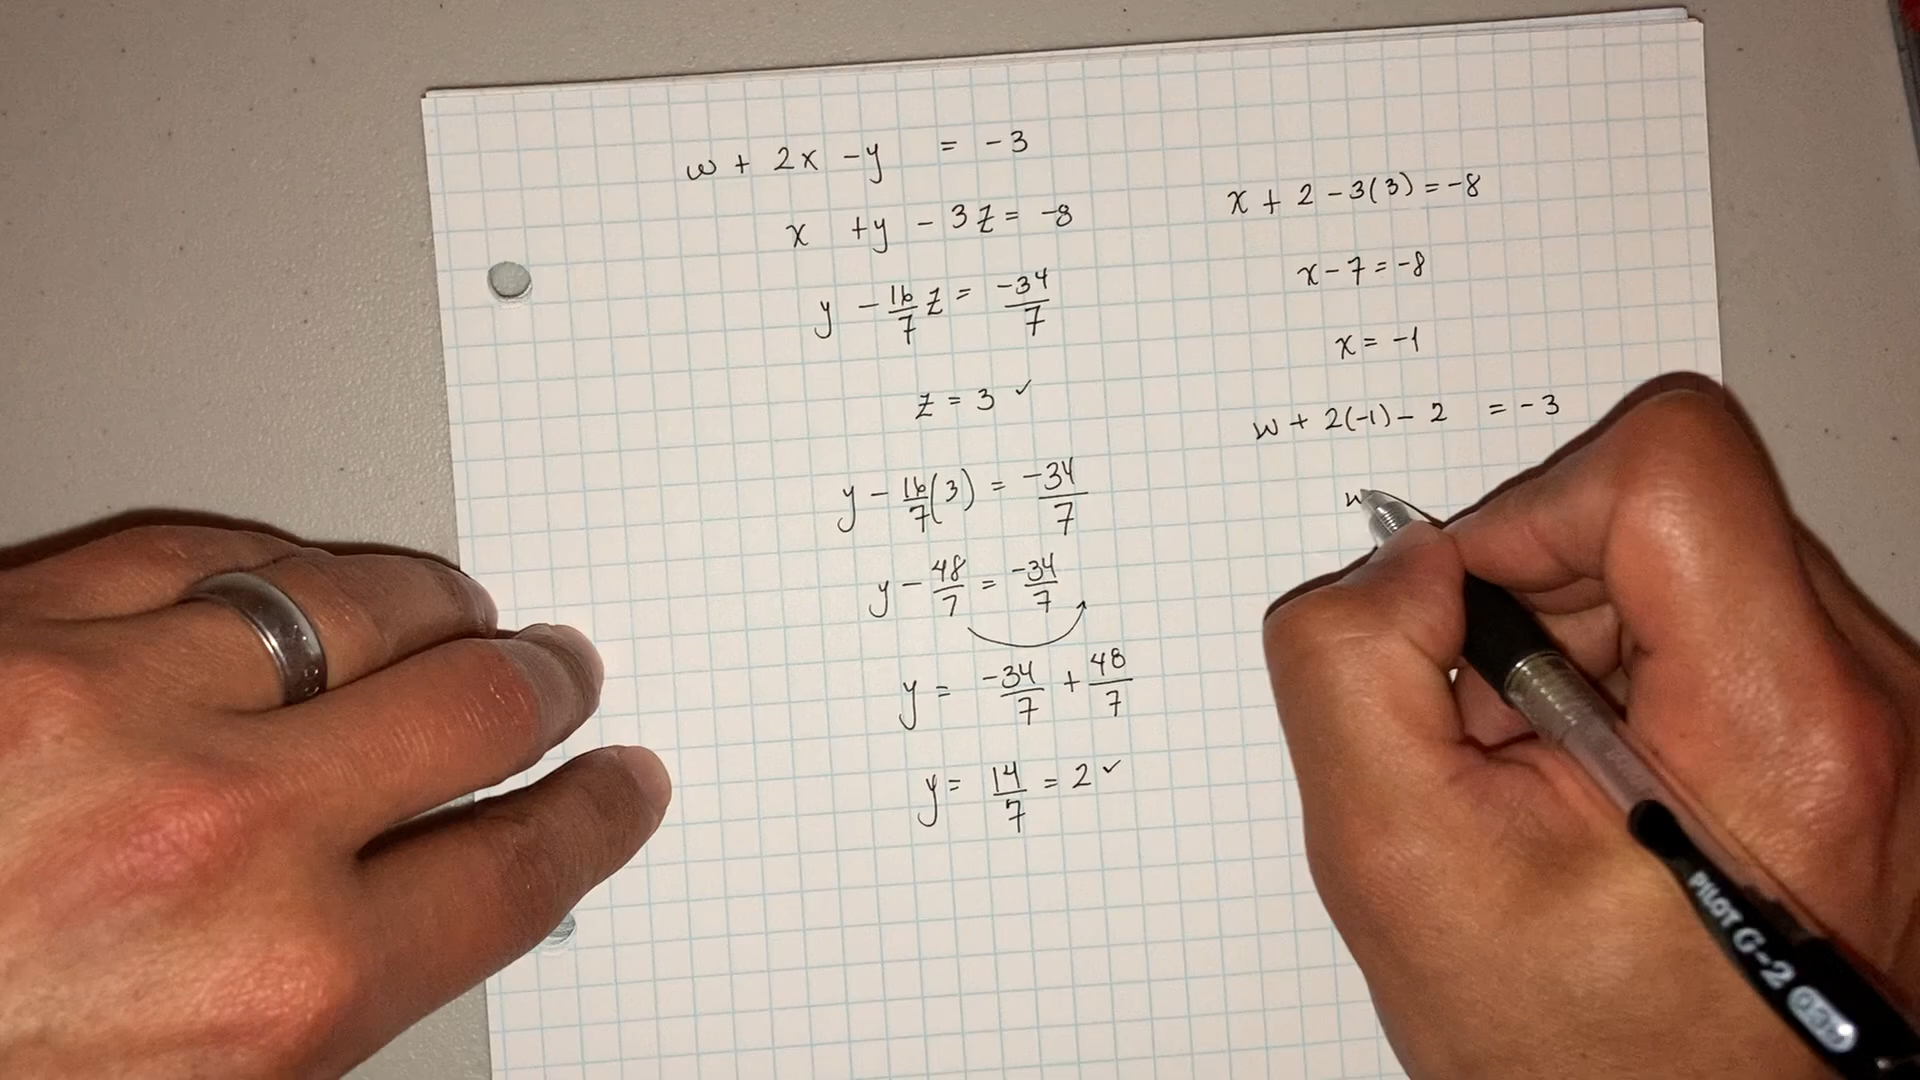 w + 2x - y = -3
x + y - 3z = -8
y - 16/7 z = -34/7
z = 3 ✓
y - 16/7 (3) = -34/7
y - 48/7 = -34/7
y = -34/7 + 48/7
y = 14/7 = 2 ✓
x + 2 - 3(3) = -8
x - 7 = -8
x = -1
w + 2(-1) - 2 = -3
w
PILOT G-2